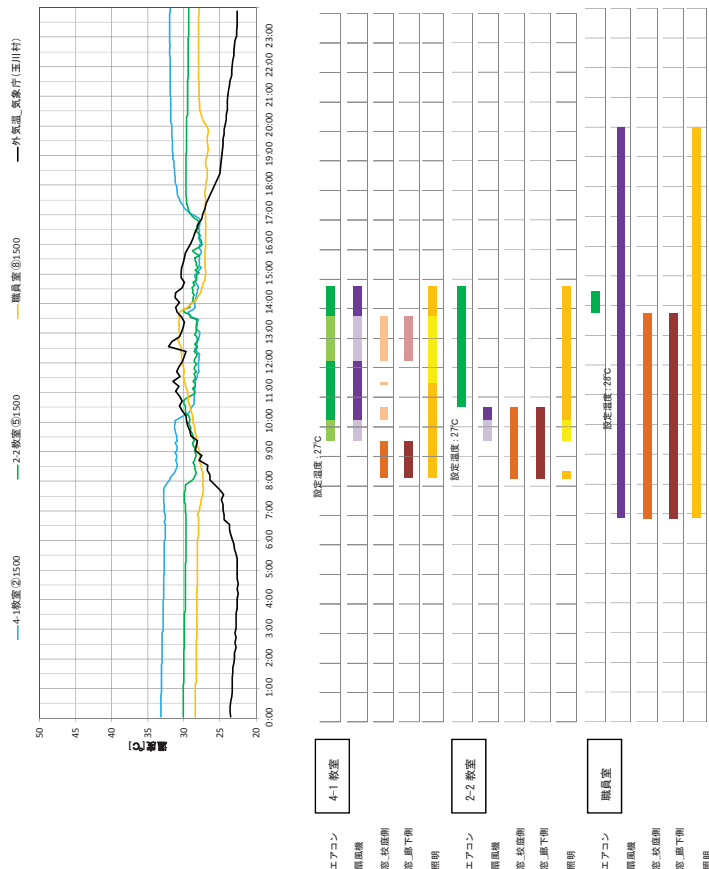 4-1教室 ②1500
2-2教室 ⑤1500
職員室 ⑧1500
外気温_気象庁(玉川村)
温度[℃]
50
45
40
35
30
25
20
0:00
1:00
2:00
3:00
4:00
5:00
6:00
7:00
8:00
9:00
10:00
11:00
12:00
13:00
14:00
15:00
16:00
17:00
18:00
19:00
20:00
21:00
22:00
23:00
4-1 教室
エアコン
設定温度:27℃
扇風機
窓_校庭側
窓_廊下側
照明
2-2 教室
エアコン
設定温度:27℃
扇風機
窓_校庭側
窓_廊下側
照明
職員室
エアコン
設定温度:28℃
扇風機
窓_校庭側
窓_廊下側
照明